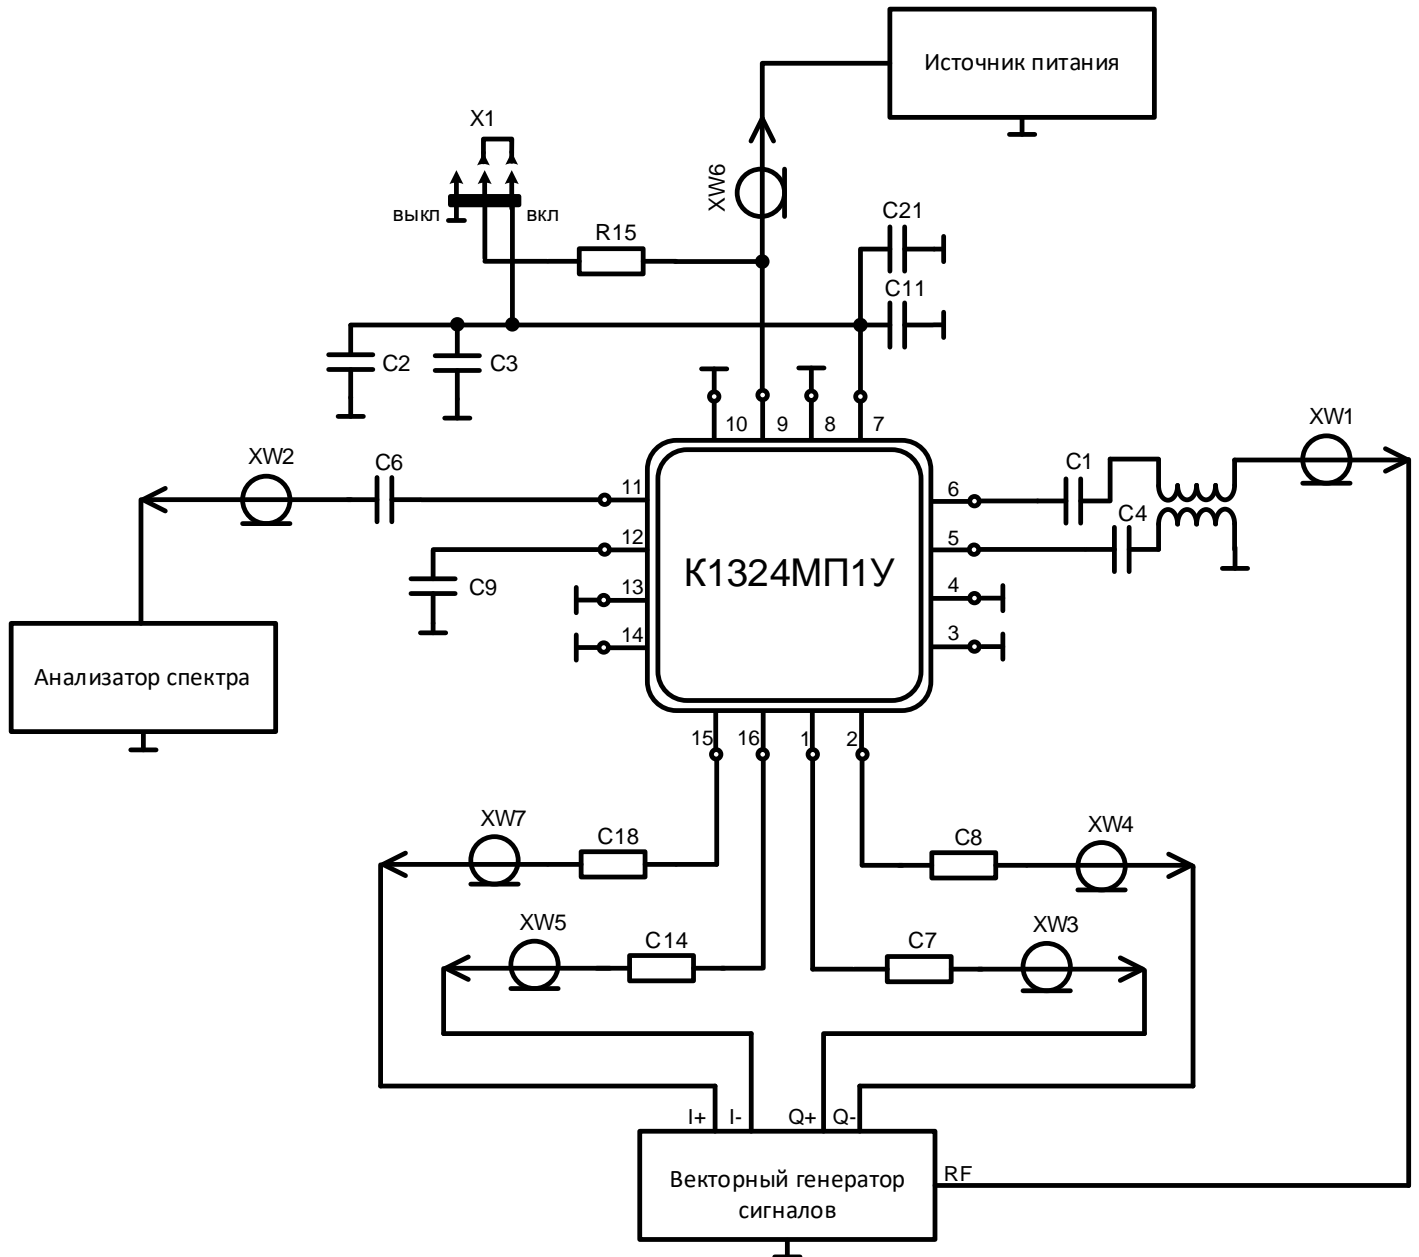 Источник питания
X1
XW6
выкл
вкл
R15
C21
C11
C2
C3
10
9
8
7
XW2
C6
11
6
C1
XW1
12
5
C4
C9
К1324МП1У
13
4
14
3
Анализатор спектра
15
16
1
2
XW7
C18
C8
XW4
XW5
C14
C7
XW3
I+
I-
Q+
Q-
Векторный генератор
сигналов
RF